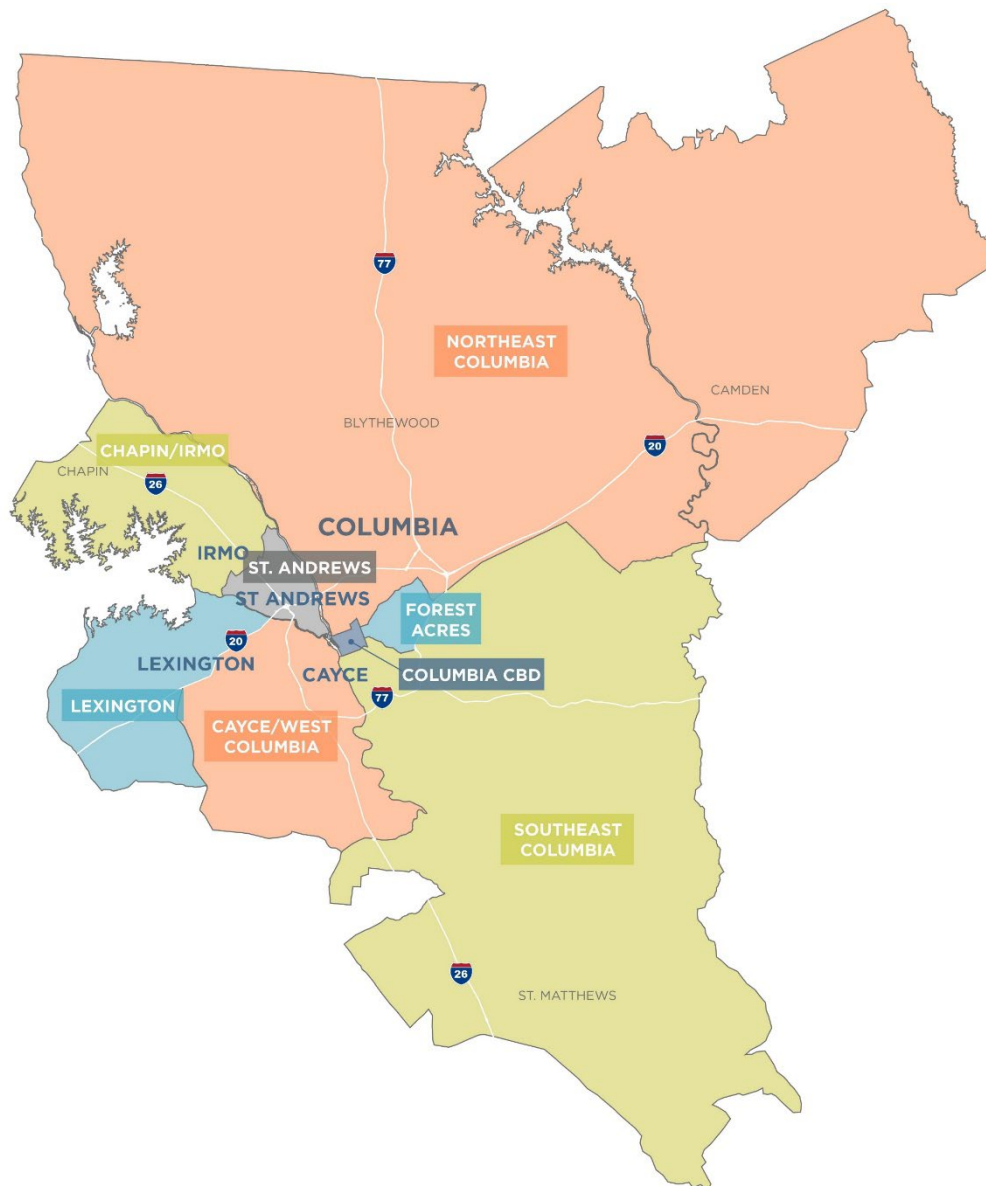 77
NORTHEAST
COLUMBIA
CAMDEN
BLYTHEWOOD
20
CHAPIN/IRMO
CHAPIN
26
COLUMBIA
IRMO
ST. ANDREWS
ST ANDREWS
FOREST
ACRES
20
LEXINGTON
CAYCE
COLUMBIA CBD
77
LEXINGTON
CAYCE/WEST
COLUMBIA
SOUTHEAST
COLUMBIA
26
ST. MATTHEWS